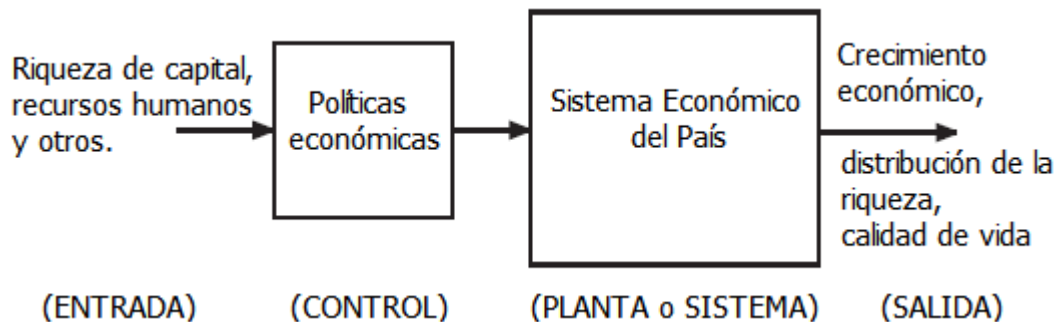 Riqueza de capital,
recursos humanos
y otros.
Políticas
económicas
Sistema Económico
del País
Crecimiento
económico,
distribución de la
riqueza,
calidad de vida
(ENTRADA)
(CONTROL)
(PLANTA o SISTEMA)
(SALIDA)